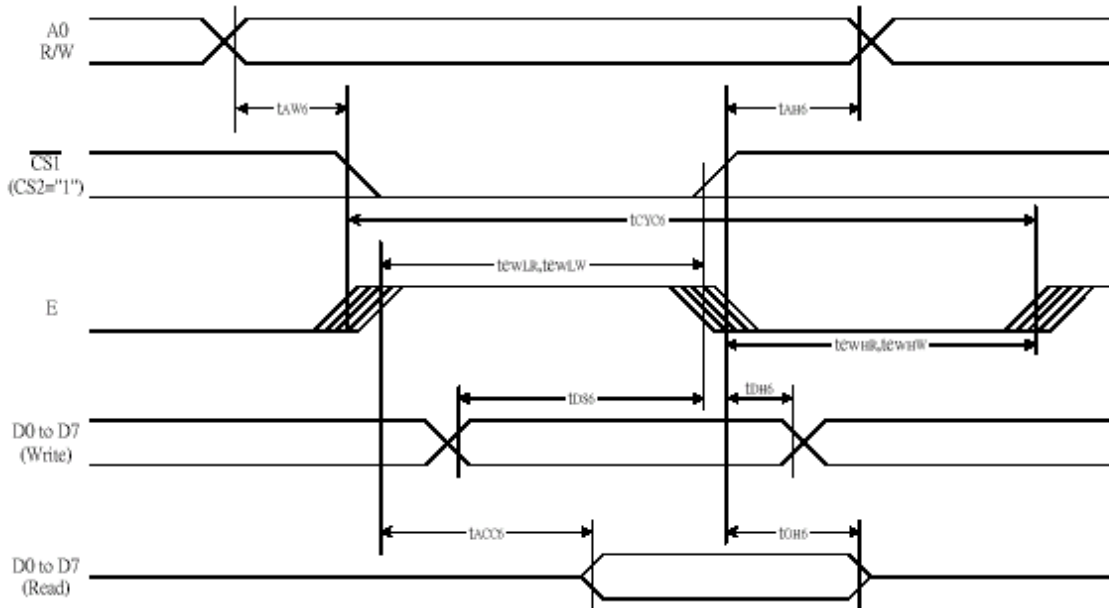 A0
R/W
tAW6
tAH6
CS1
(CS2="1")
tCYC6
tEWLR,tEWLW
E
tEWHR,tEWHW
tDS6
tDH6
D0 to D7
(Write)
tACC6
tOH6
D0 to D7
(Read)